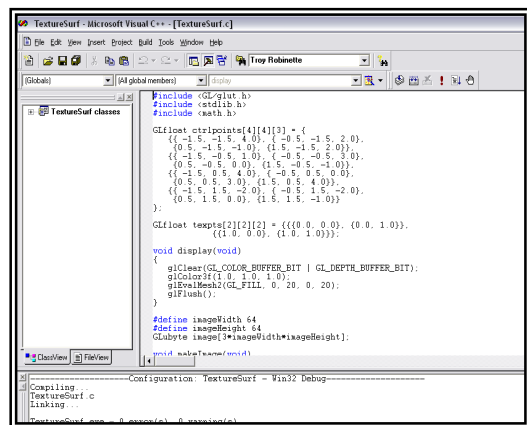 TextureSurf - Microsoft Visual C++ - [TextureSurf.c]
File Edit View Insert Project Build Tools Window Help
Troy Robinette
(Globals) (All global members) display
TextureSurf classes
#include <GL/glut.h>
#include <stdlib.h>
#include <math.h>
GLfloat ctrlpoints[4][4][3] = {
{{ -1.5, -1.5, 4.0}, { -0.5, -1.5, 2.0},
{0.5, -1.5, -1.0}, {1.5, -1.5, 2.0}},
{{ -1.5, -0.5, 1.0}, { -0.5, -0.5, 3.0},
{0.5, -0.5, 0.0}, {1.5, -0.5, -1.0}},
{{ -1.5, 0.5, 4.0}, { -0.5, 0.5, 0.0},
{0.5, 0.5, 3.0}, {1.5, 0.5, 4.0}},
{{ -1.5, 1.5, -2.0}, { -0.5, 1.5, -2.0},
{0.5, 1.5, 0.0}, {1.5, 1.5, -1.0}}
};
GLfloat texpts[2][2][2] = {{{0.0, 0.0}, {0.0, 1.0}},
{{1.0, 0.0}, {1.0, 1.0}}};
void display(void)
{
glClear(GL_COLOR_BUFFER_BIT | GL_DEPTH_BUFFER_BIT);
glColor3f(1.0, 1.0, 1.0);
glEvalMesh2(GL_FILL, 0, 20, 0, 20);
glFlush();
}
#define imageWidth 64
#define imageHeight 64
GLubyte image[3*imageWidth*imageHeight];
void makeImage(void)
ClassView FileView
--------------------Configuration: TextureSurf - Win32 Debug--------------------
Compiling...
TextureSurf.c
Linking...
TextureSurf.exe - 0 error(s), 0 warning(s)